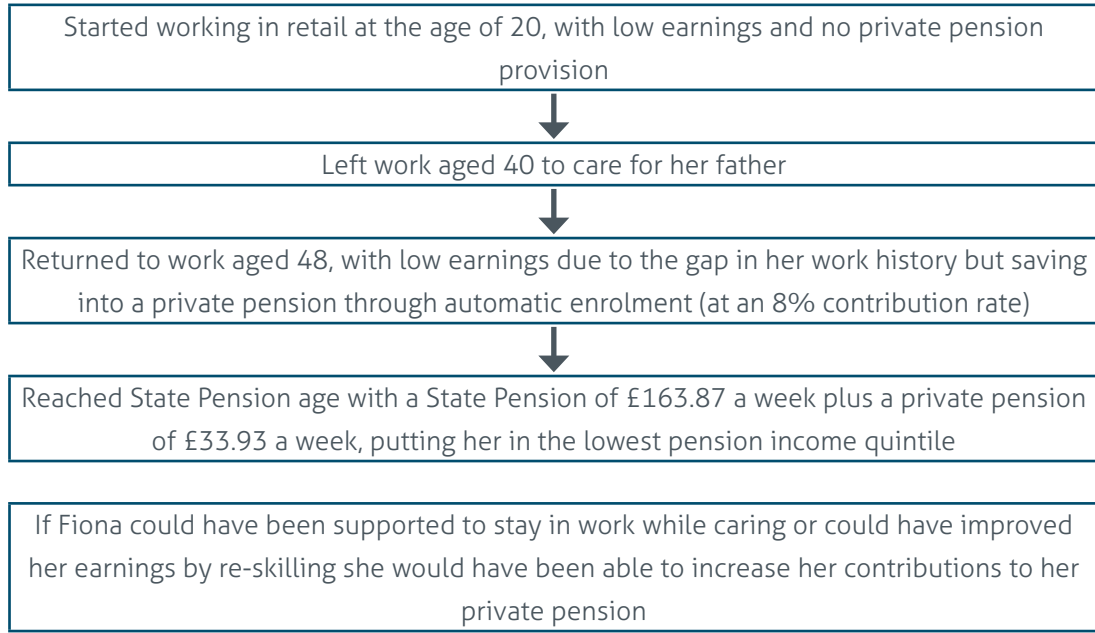 Started working in retail at the age of 20, with low earnings and no private pension
provision
Left work aged 40 to care for her father
Returned to work aged 48, with low earnings due to the gap in her work history but saving
into a private pension through automatic enrolment (at an 8% contribution rate)
Reached State Pension age with a State Pension of £163.87 a week plus a private pension
of £33.93 a week, putting her in the lowest pension income quintile
If Fiona could have been supported to stay in work while caring or could have improved
her earnings by re-skilling she would have been able to increase her contributions to her
private pension